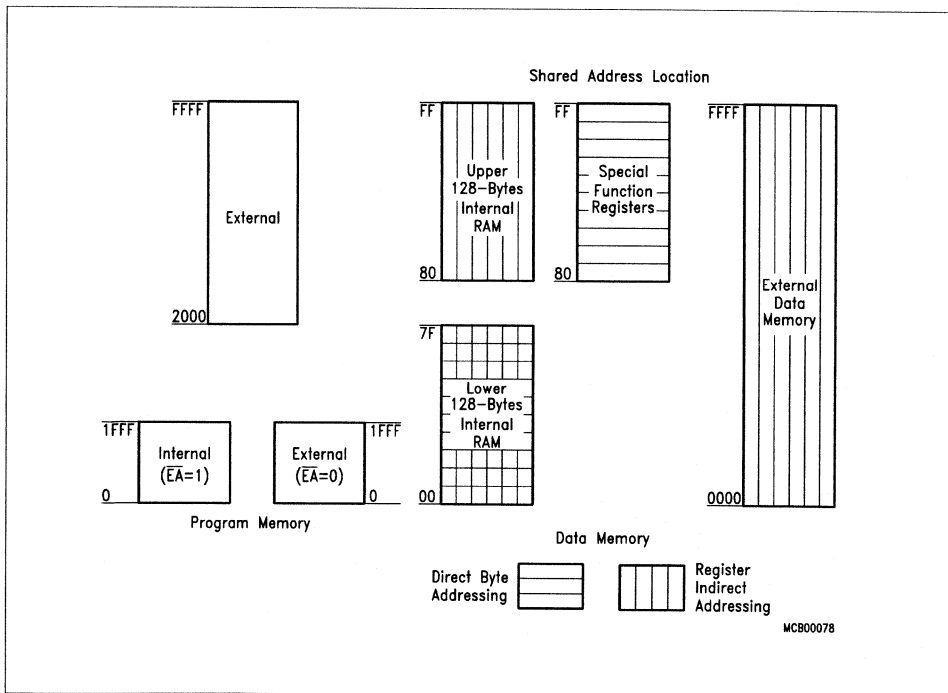 Shared Address Location
FFFF
External
2000
1FFF
Internal
(E̅A̅=1)
0
External
(E̅A̅=0)
1FFF
0
Program Memory
FF
Upper
128-Bytes
Internal
RAM
80
FF
Special
Function
Registers
80
7F
Lower
128-Bytes
Internal
RAM
00
FFFF
External
Data
Memory
0000
Data Memory
Direct Byte
Addressing
Register
Indirect
Addressing
MCB00078